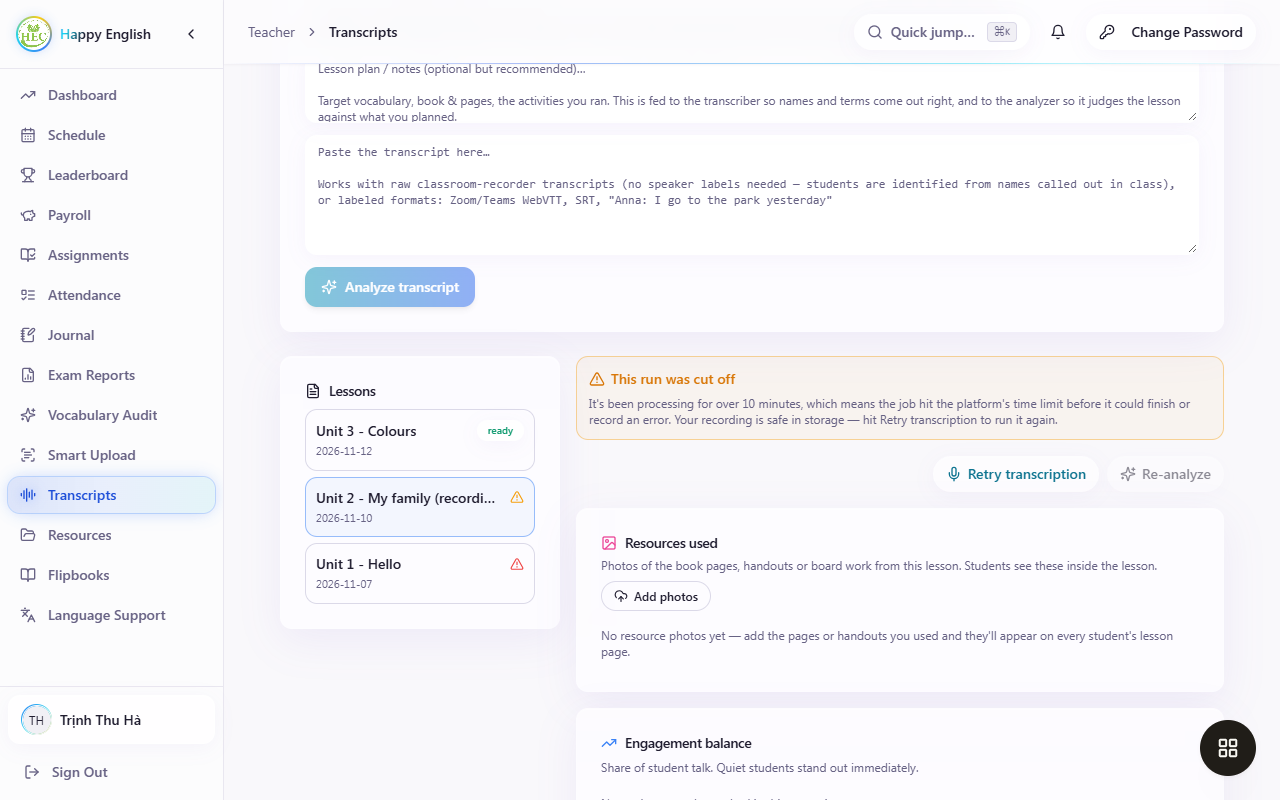 HEC
Happy English
Teacher
Transcripts
Quick jump...
⌘K
Change Password
Dashboard
Schedule
Leaderboard
Payroll
Assignments
Attendance
Journal
Exam Reports
Vocabulary Audit
Smart Upload
Transcripts
Resources
Flipbooks
Language Support
TH
Trịnh Thu Hà
Sign Out
Lesson plan / notes (optional but recommended)...
Target vocabulary, book & pages, the activities you ran. This is fed to the transcriber so names and terms come out right, and to the analyzer so it judges the lesson
against what you planned.
Paste the transcript here…
Works with raw classroom-recorder transcripts (no speaker labels needed — students are identified from names called out in class),
or labeled formats: Zoom/Teams WebVTT, SRT, "Anna: I go to the park yesterday"
Analyze transcript
Lessons
Unit 3 - Colours
ready
2026-11-12
Unit 2 - My family (recordi...
2026-11-10
Unit 1 - Hello
2026-11-07
This run was cut off
It's been processing for over 10 minutes, which means the job hit the platform's time limit before it could finish or
record an error. Your recording is safe in storage — hit Retry transcription to run it again.
Retry transcription
Re-analyze
Resources used
Photos of the book pages, handouts or board work from this lesson. Students see these inside the lesson.
Add photos
No resource photos yet — add the pages or handouts you used and they'll appear on every student's lesson
page.
Engagement balance
Share of student talk. Quiet students stand out immediately.